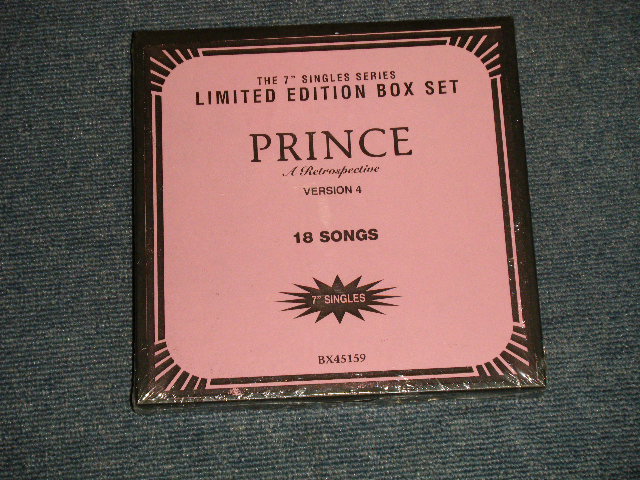 THE 7" SINGLES SERIES
LIMITED EDITION BOX SET
PRINCE
A Retrospective
VERSION 4
18 SONGS
7" SINGLES
BX45159